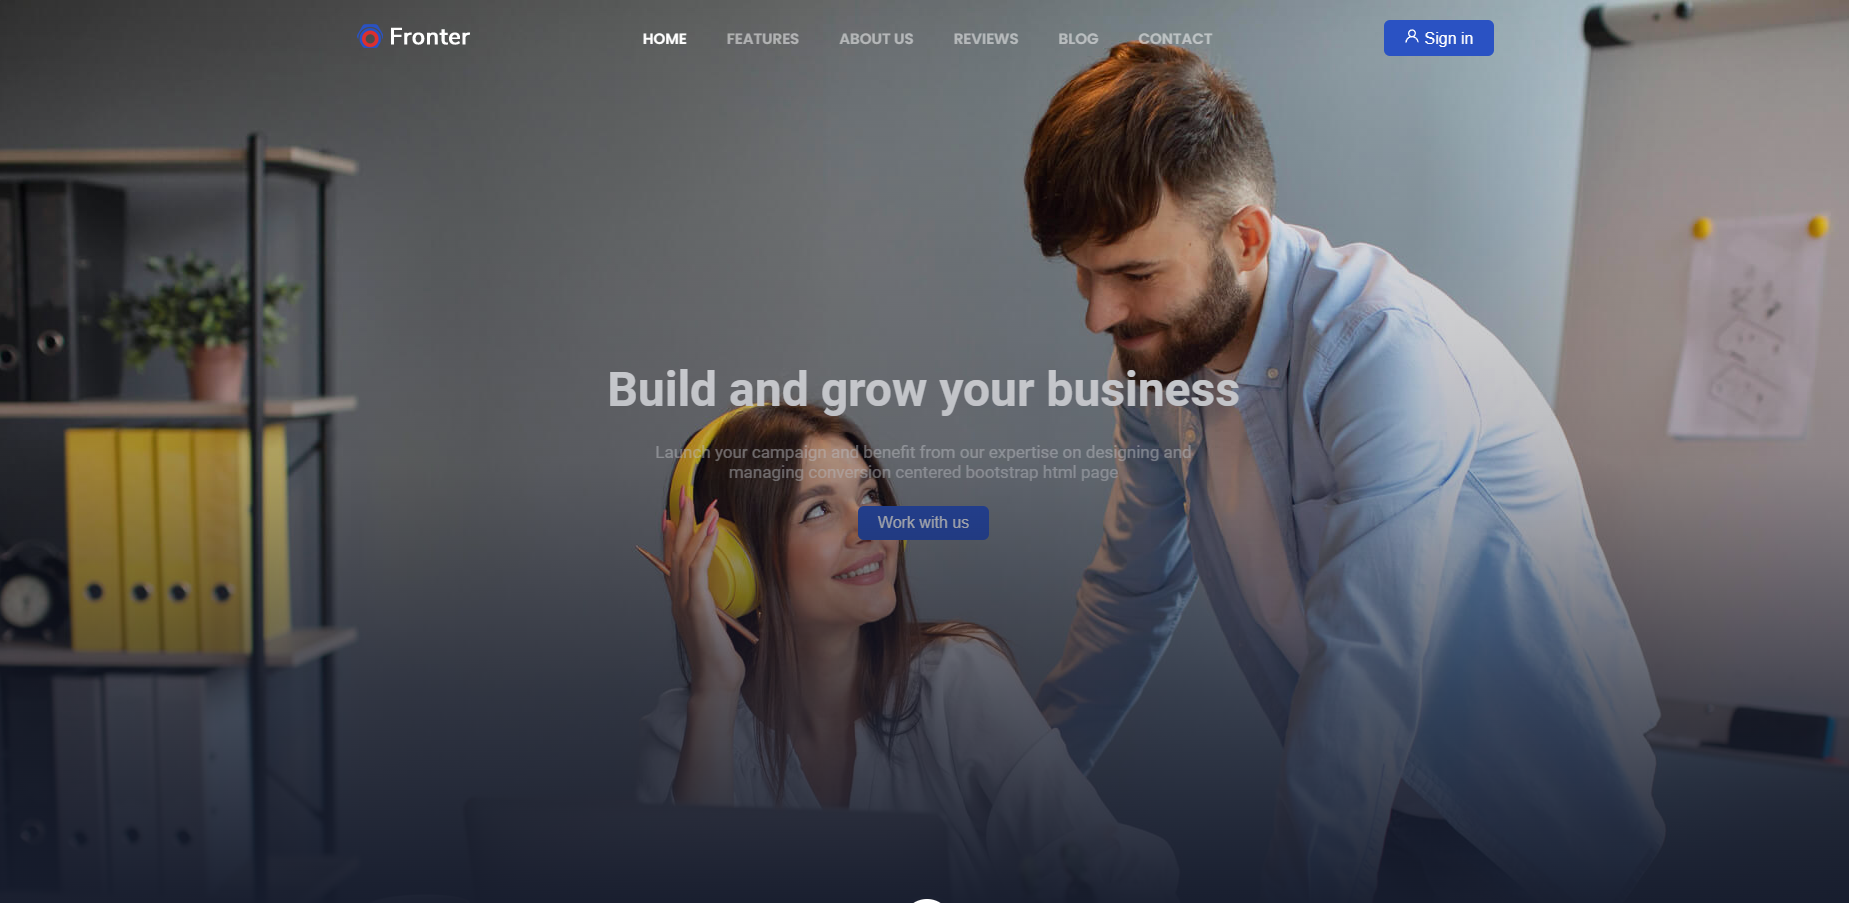 Fronter
HOME FEATURES ABOUT US REVIEWS BLOG CONTACT
Sign in
Build and grow your business
Launch your campaign and benefit from our expertise on designing and
managing conversion centered bootstrap html page
Work with us